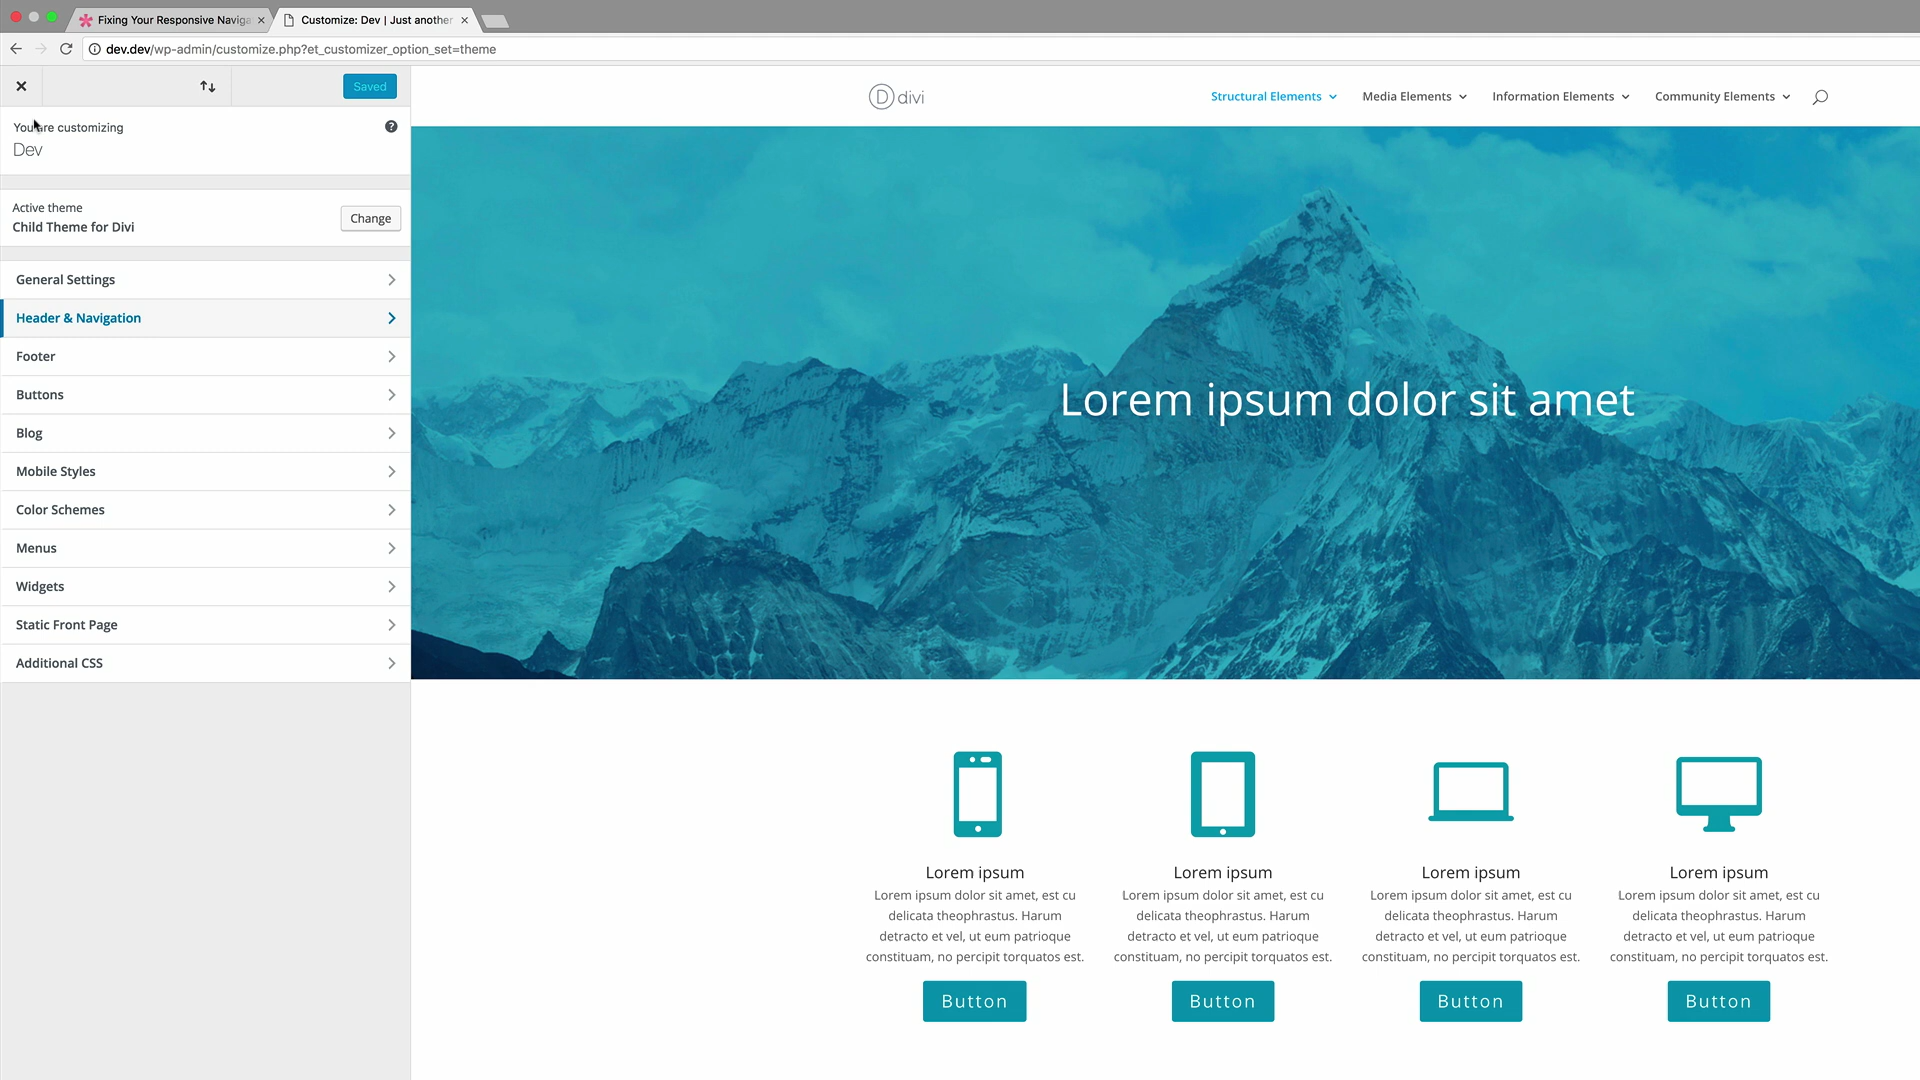 Fixing Your Responsive Naviga
Customize: Dev | Just another
dev.dev/wp-admin/customize.php?et_customizer_option_set=theme
Saved
You are customizing
Dev
Active theme
Child Theme for Divi
Change
General Settings
Header & Navigation
Footer
Buttons
Blog
Mobile Styles
Color Schemes
Menus
Widgets
Static Front Page
Additional CSS
D divi
Structural Elements
Media Elements
Information Elements
Community Elements
Lorem ipsum dolor sit amet
Lorem ipsum
Lorem ipsum dolor sit amet, est cu
delicata theophrastus. Harum
detracto et vel, ut eum patrioque
constituam, no percipit torquatos est.
Button
Lorem ipsum
Lorem ipsum dolor sit amet, est cu
delicata theophrastus. Harum
detracto et vel, ut eum patrioque
constituam, no percipit torquatos est.
Button
Lorem ipsum
Lorem ipsum dolor sit amet, est cu
delicata theophrastus. Harum
detracto et vel, ut eum patrioque
constituam, no percipit torquatos est.
Button
Lorem ipsum
Lorem ipsum dolor sit amet, est cu
delicata theophrastus. Harum
detracto et vel, ut eum patrioque
constituam, no percipit torquatos est.
Button